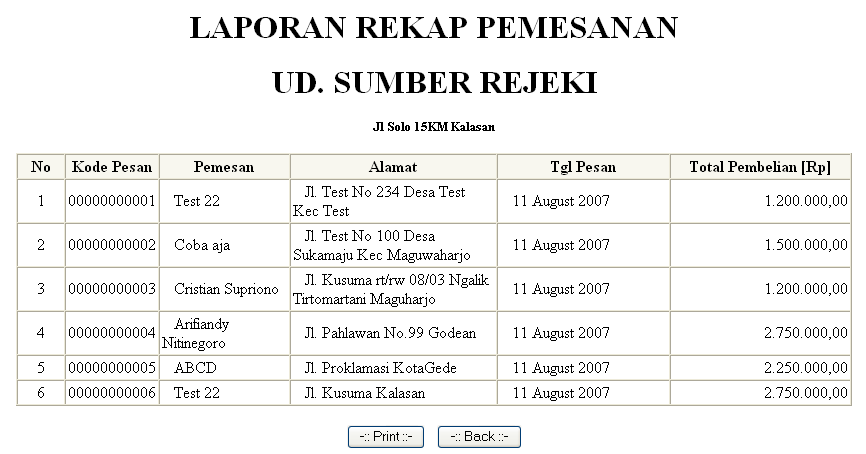 LAPORAN REKAP PEMESANAN
UD. SUMBER REJEKI
Jl Solo 15KM Kalasan
No Kode Pesan Pemesan Alamat Tgl Pesan Total Pembelian [Rp]
1 00000000001 Test 22 Jl. Test No 234 Desa Test
Kec Test 11 August 2007 1.200.000,00
2 00000000002 Coba aja Jl. Test No 100 Desa
Sukamaju Kec Maguwaharjo 11 August 2007 1.500.000,00
3 00000000003 Cristian Supriono Jl. Kusuma rt/rw 08/03 Ngalik
Tirtomartani Maguharjo 11 August 2007 1.200.000,00
4 00000000004 Arifiandy
Nitinegoro Jl. Pahlawan No.99 Godean 11 August 2007 2.750.000,00
5 00000000005 ABCD Jl. Proklamasi KotaGede 11 August 2007 2.250.000,00
6 00000000006 Test 22 Jl. Kusuma Kalasan 11 August 2007 2.750.000,00
-:: Print ::- -:: Back ::-